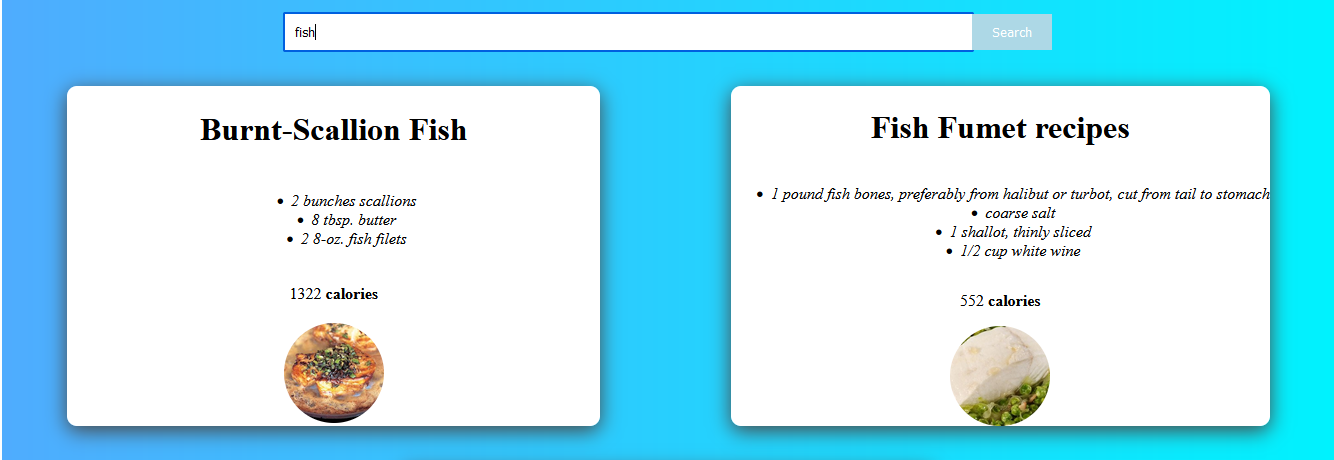 fish
Search
Burnt-Scallion Fish
2 bunches scallions
8 tbsp. butter
2 8-oz. fish filets
1322 calories
Fish Fumet recipes
1 pound fish bones, preferably from halibut or turbot, cut from tail to stomach
coarse salt
1 shallot, thinly sliced
1/2 cup white wine
552 calories